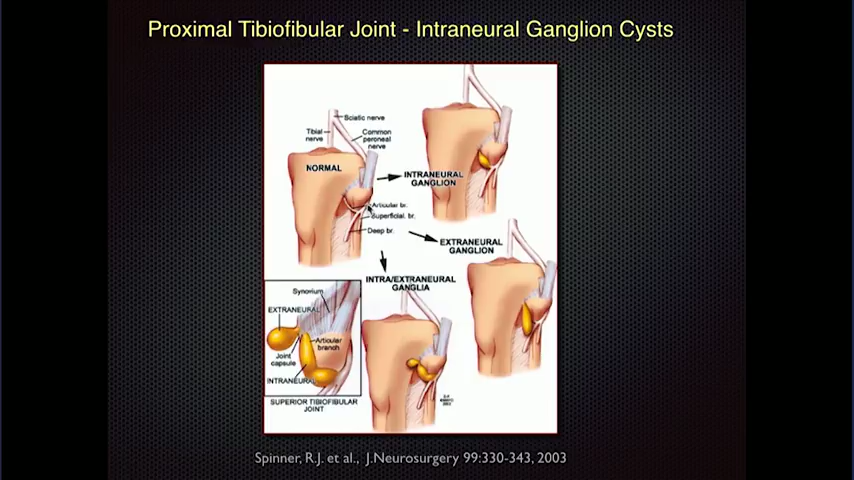 Proximal Tibiofibular Joint - Intraneural Ganglion Cysts
Sciatic nerve
Tibial
nerve
Common
peroneal
nerve
NORMAL
INTRANEURAL
GANGLION
Articular br.
Superficial. br.
Deep br.
EXTRANEURAL
GANGLION
INTRA/EXTRANEURAL
GANGLIA
Synovium
EXTRANEURAL
Articular
branch
Joint
capsule
INTRANEURAL
SUPERIOR TIBIOFIBULAR
JOINT
Spinner, R.J. et al., J.Neurosurgery 99:330-343, 2003